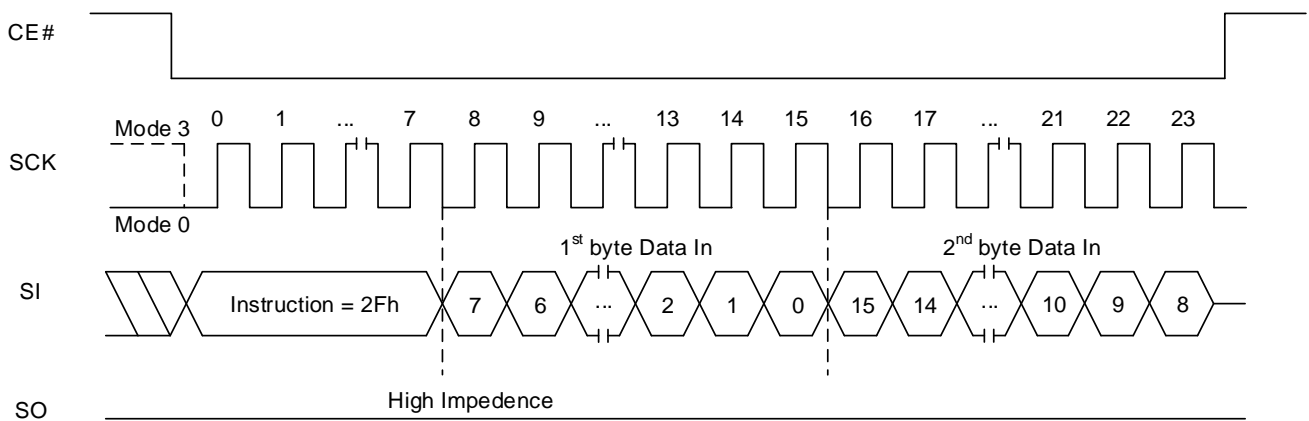 CE#
0 1 ... 7 8 9 ... 13 14 15 16 17 ... 21 22 23
Mode 3
SCK
Mode 0
1st byte Data In 2nd byte Data In
SI Instruction = 2Fh 7 6 ... 2 1 0 15 14 ... 10 9 8
High Impedence
SO